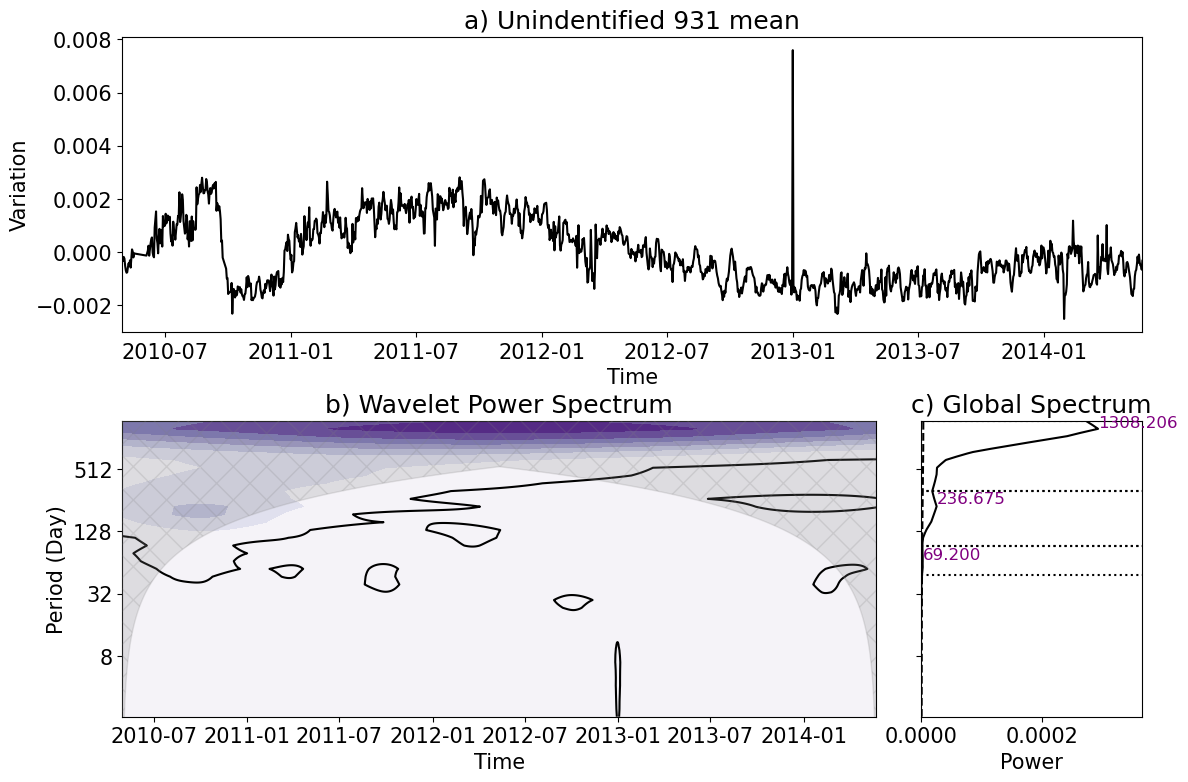 a) Unidentified 931 mean
0.008
0.006
0.004
0.002
0.000
−0.002
Variation
2010-07 2011-01 2011-07 2012-01 2012-07 2013-01 2013-07 2014-01
Time
b) Wavelet Power Spectrum
512
128
32
8
Period (Day)
2010-07 2011-01 2011-07 2012-01 2012-07 2013-01 2013-07 2014-01
Time
c) Global Spectrum
1308.206
236.675
69.200
0.0000 0.0002
Power